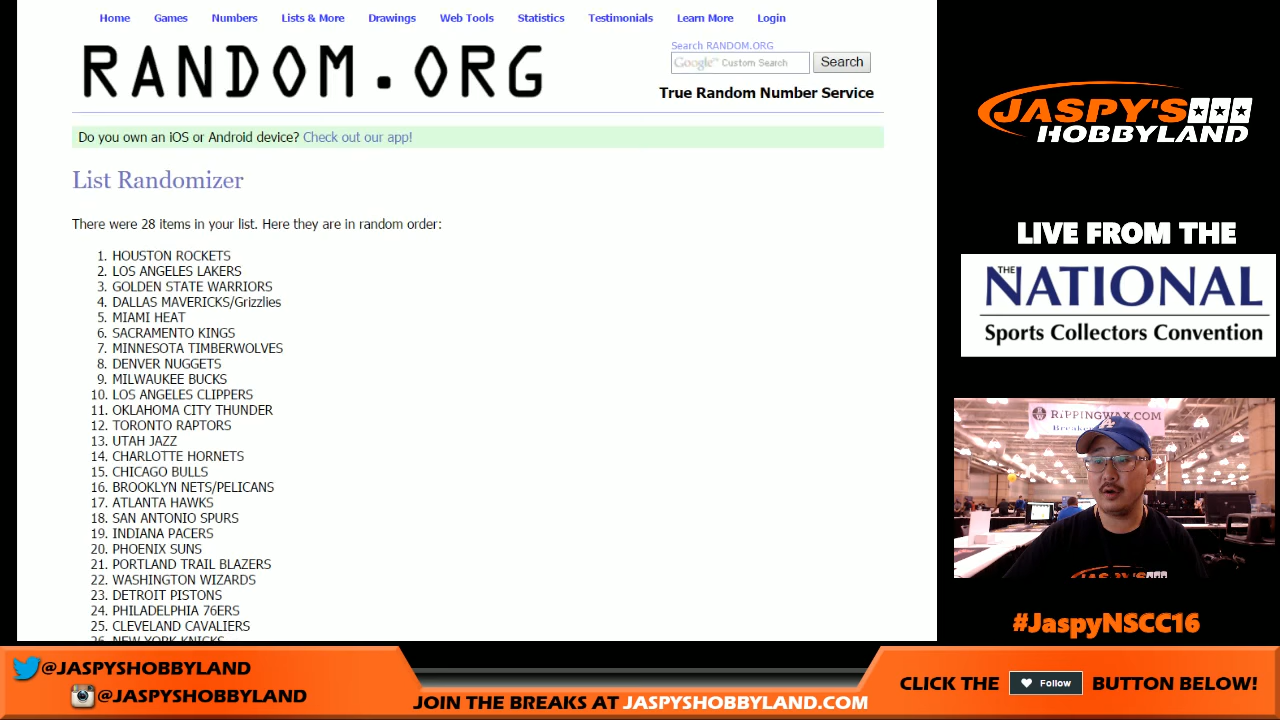 Home Games Numbers Lists & More Drawings Web Tools Statistics Testimonials Learn More Login
RANDOM.ORG
Search RANDOM.ORG
Google™ Custom Search Search
True Random Number Service
Do you own an iOS or Android device? Check out our app!
List Randomizer
There were 28 items in your list. Here they are in random order:
1. HOUSTON ROCKETS
2. LOS ANGELES LAKERS
3. GOLDEN STATE WARRIORS
4. DALLAS MAVERICKS/Grizzlies
5. MIAMI HEAT
6. SACRAMENTO KINGS
7. MINNESOTA TIMBERWOLVES
8. DENVER NUGGETS
9. MILWAUKEE BUCKS
10. LOS ANGELES CLIPPERS
11. OKLAHOMA CITY THUNDER
12. TORONTO RAPTORS
13. UTAH JAZZ
14. CHARLOTTE HORNETS
15. CHICAGO BULLS
16. BROOKLYN NETS/PELICANS
17. ATLANTA HAWKS
18. SAN ANTONIO SPURS
19. INDIANA PACERS
20. PHOENIX SUNS
21. PORTLAND TRAIL BLAZERS
22. WASHINGTON WIZARDS
23. DETROIT PISTONS
24. PHILADELPHIA 76ERS
25. CLEVELAND CAVALIERS
26. NEW YORK KNICKS
JASPY'S
HOBBYLAND
LIVE FROM THE
THE NATIONAL
Sports Collectors Convention
RIPPINGWAX.COM
JASPY'S
#JaspyNSCC16
@JASPYSHOBBYLAND
@JASPYSHOBBYLAND
JOIN THE BREAKS AT JASPYSHOBBYLAND.COM
CLICK THE Follow BUTTON BELOW!